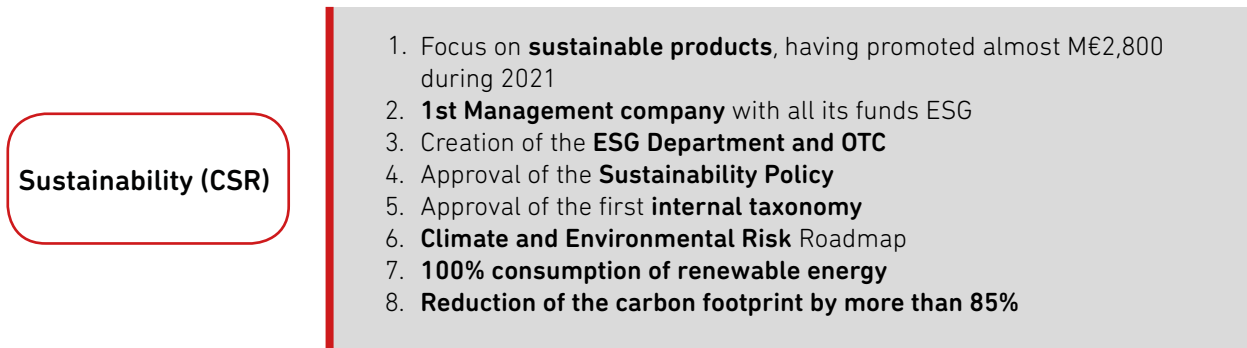 Sustainability (CSR)
1. Focus on sustainable products, having promoted almost M€2,800
during 2021
2. 1st Management company with all its funds ESG
3. Creation of the ESG Department and OTC
4. Approval of the Sustainability Policy
5. Approval of the first internal taxonomy
6. Climate and Environmental Risk Roadmap
7. 100% consumption of renewable energy
8. Reduction of the carbon footprint by more than 85%